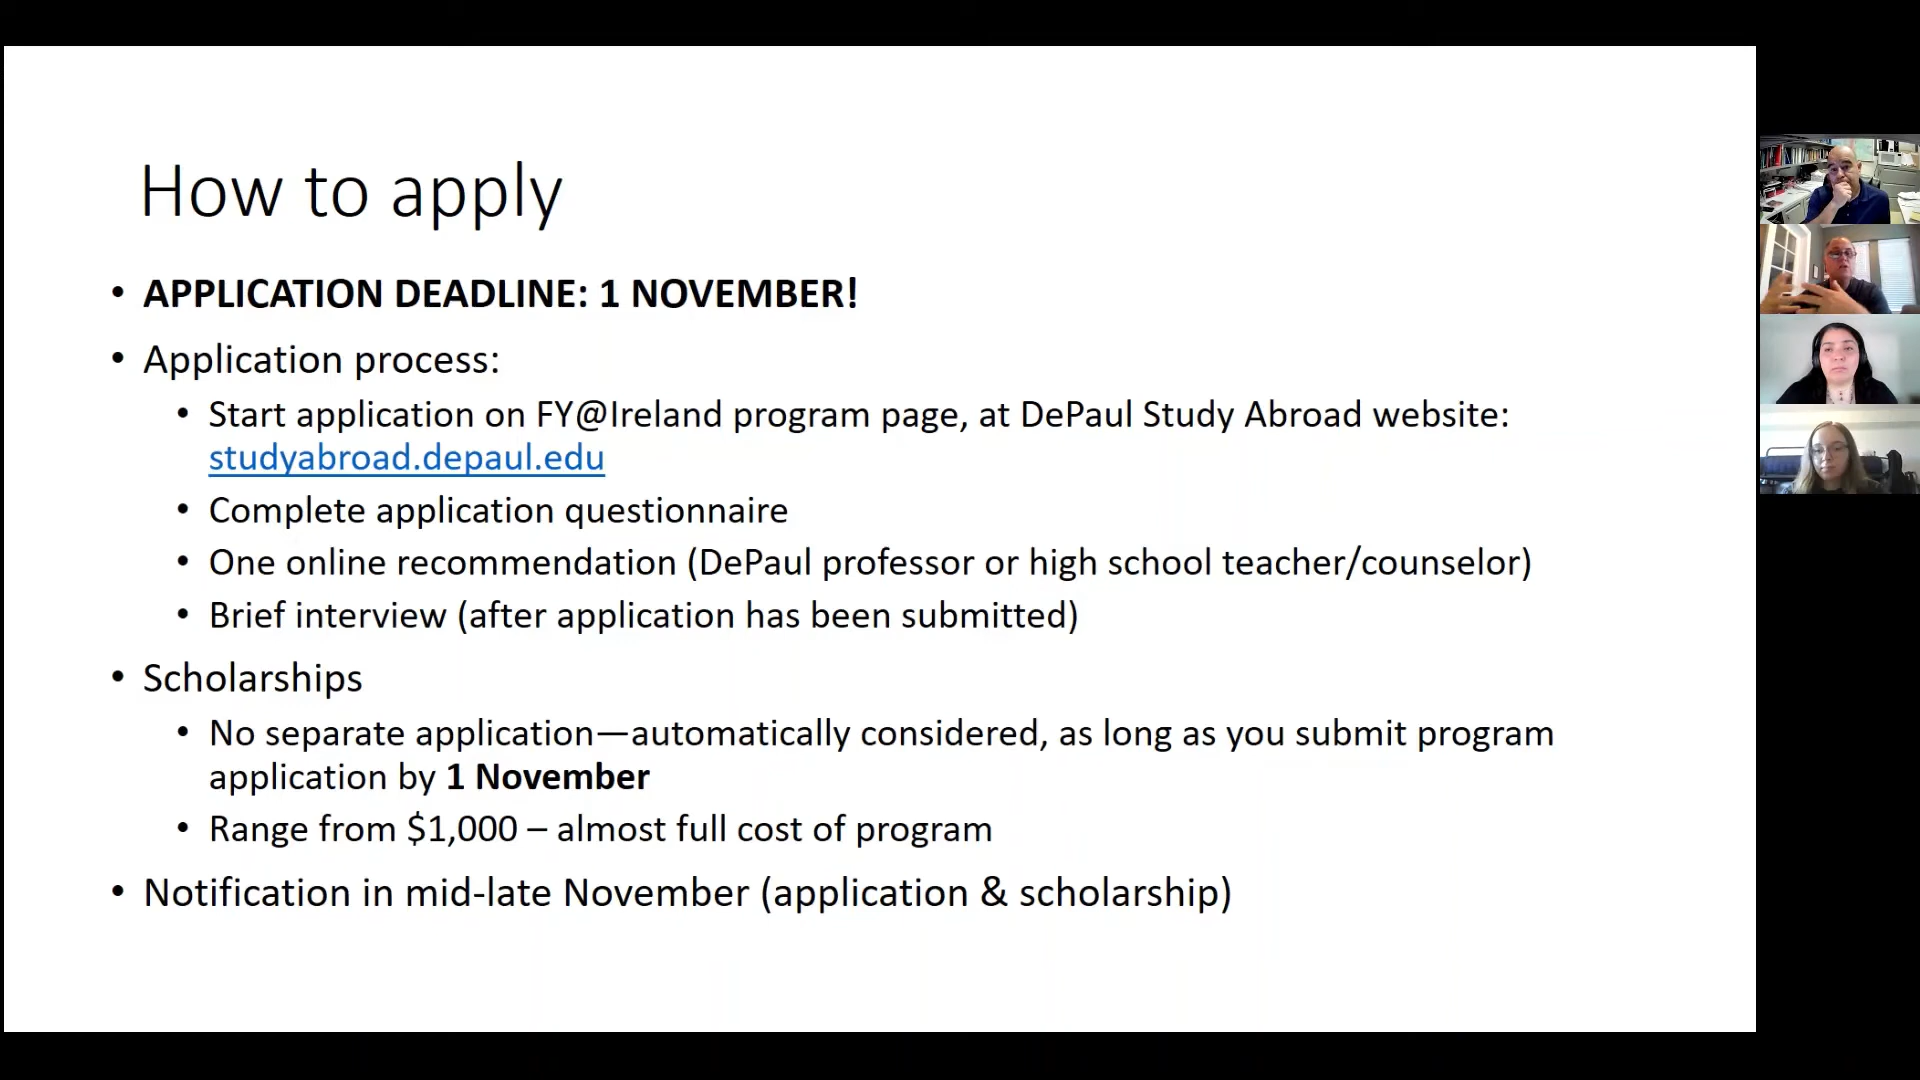 How to apply
• APPLICATION DEADLINE: 1 NOVEMBER!
• Application process:
• Start application on FY@Ireland program page, at DePaul Study Abroad website:
studyabroad.depaul.edu
• Complete application questionnaire
• One online recommendation (DePaul professor or high school teacher/counselor)
• Brief interview (after application has been submitted)
• Scholarships
• No separate application—automatically considered, as long as you submit program
application by 1 November
• Range from $1,000 – almost full cost of program
• Notification in mid-late November (application & scholarship)